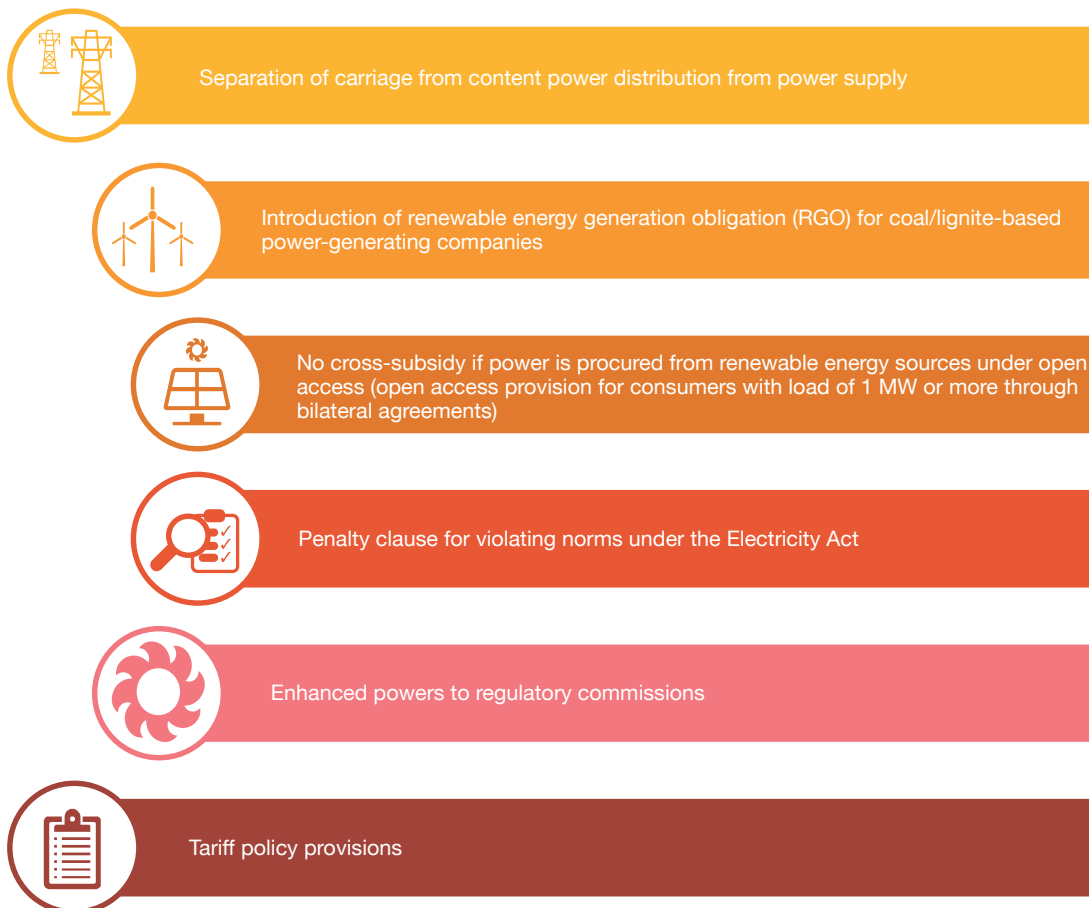 Separation of carriage from content power distribution from power supply
Introduction of renewable energy generation obligation (RGO) for coal/lignite-based
power-generating companies
No cross-subsidy if power is procured from renewable energy sources under open
access (open access provision for consumers with load of 1 MW or more through
bilateral agreements)
Penalty clause for violating norms under the Electricity Act
Enhanced powers to regulatory commissions
Tariff policy provisions